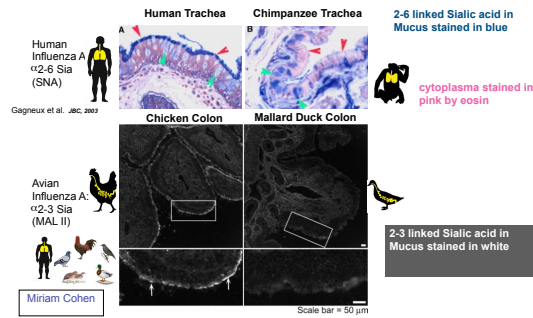 Human Trachea
Chimpanzee Trachea
2-6 linked Sialic acid in
Mucus stained in blue
A
B
Human
Influenza A
α2-6 Sia
(SNA)
cytoplasma stained in
pink by eosin
Gagneux et al. JBC, 2003
Chicken Colon
Mallard Duck Colon
Avian
Influenza A:
α2-3 Sia
(MAL II)
2-3 linked Sialic acid in
Mucus stained in white
Miriam Cohen
Scale bar = 50 μm